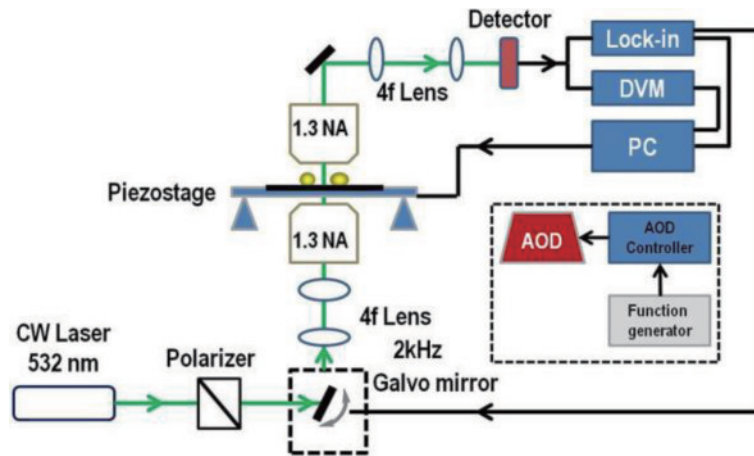 Detector
Lock-in
4f Lens
DVM
1.3 NA
PC
Piezostage
1.3 NA
AOD
AOD
Controller
Function
generator
4f Lens
CW Laser
532 nm
Polarizer
2kHz
Galvo mirror